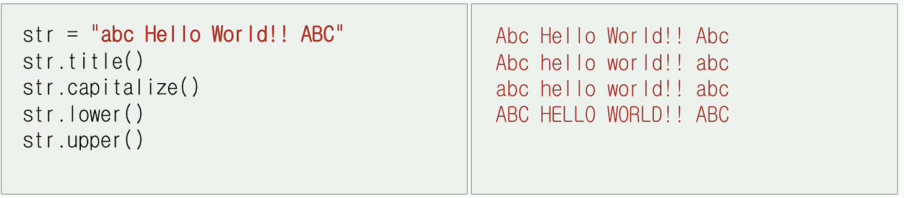 str = "abc Hello World!! ABC"
str.title()
str.capitalize()
str.lower()
str.upper()
Abc Hello World!! Abc
Abc hello world!! abc
abc hello world!! abc
ABC HELLO WORLD!! ABC